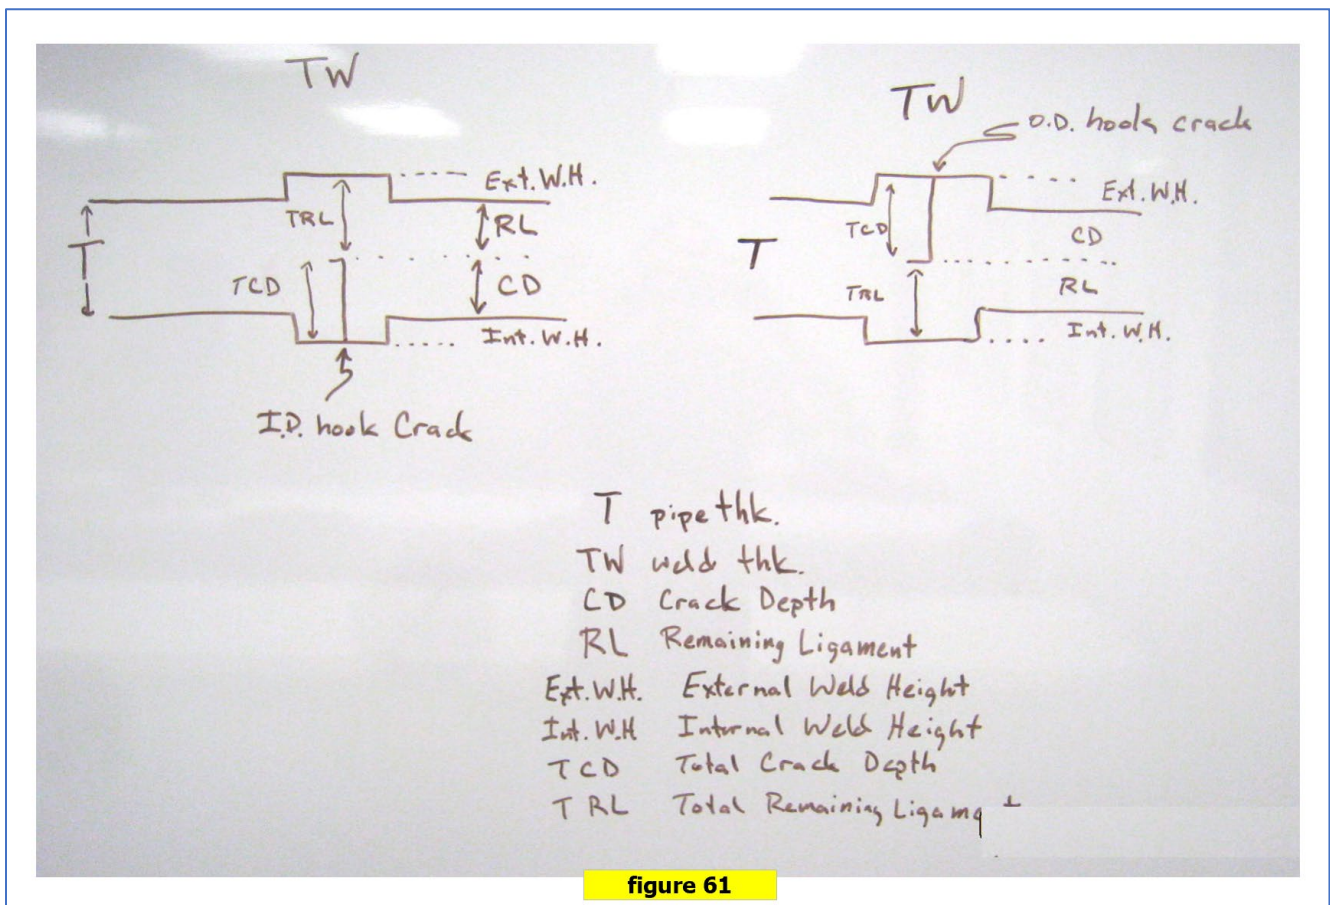 TW
Ext. W.H.
TRL
RL
T
TCD
CD
Int. W.H.
I.D. hook Crack
TW
O.D. hook crack
Ext. W.H.
TCD
CD
T
TRL
RL
Int. W.H.
T pipe thk.
TW weld thk.
CD Crack Depth
RL Remaining Ligament
Ext. W.H. External Weld Height
Int. W.H Internal Weld Height
TCD Total Crack Depth
TRL Total Remaining Ligament
figure 61